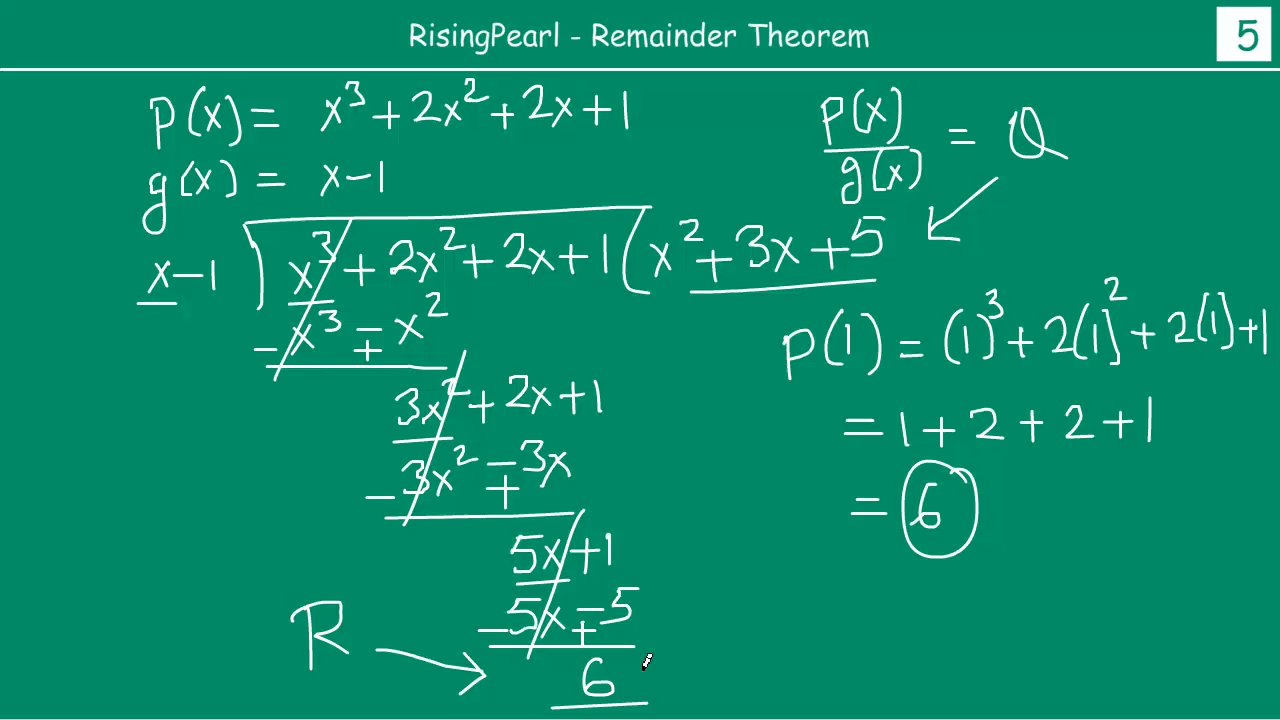 RisingPearl - Remainder Theorem
5
p(x) = x³ + 2x² + 2x + 1
g(x) = x - 1
p(x)/g(x) = Q
x - 1 ) x³ + 2x² + 2x + 1 ( x² + 3x + 5
- x³ - + x²
3x² + 2x + 1
- 3x² - + 3x
5x + 1
- 5x - + 5
R → 6
p(1) = (1)³ + 2(1)² + 2(1) + 1
= 1 + 2 + 2 + 1
= 6